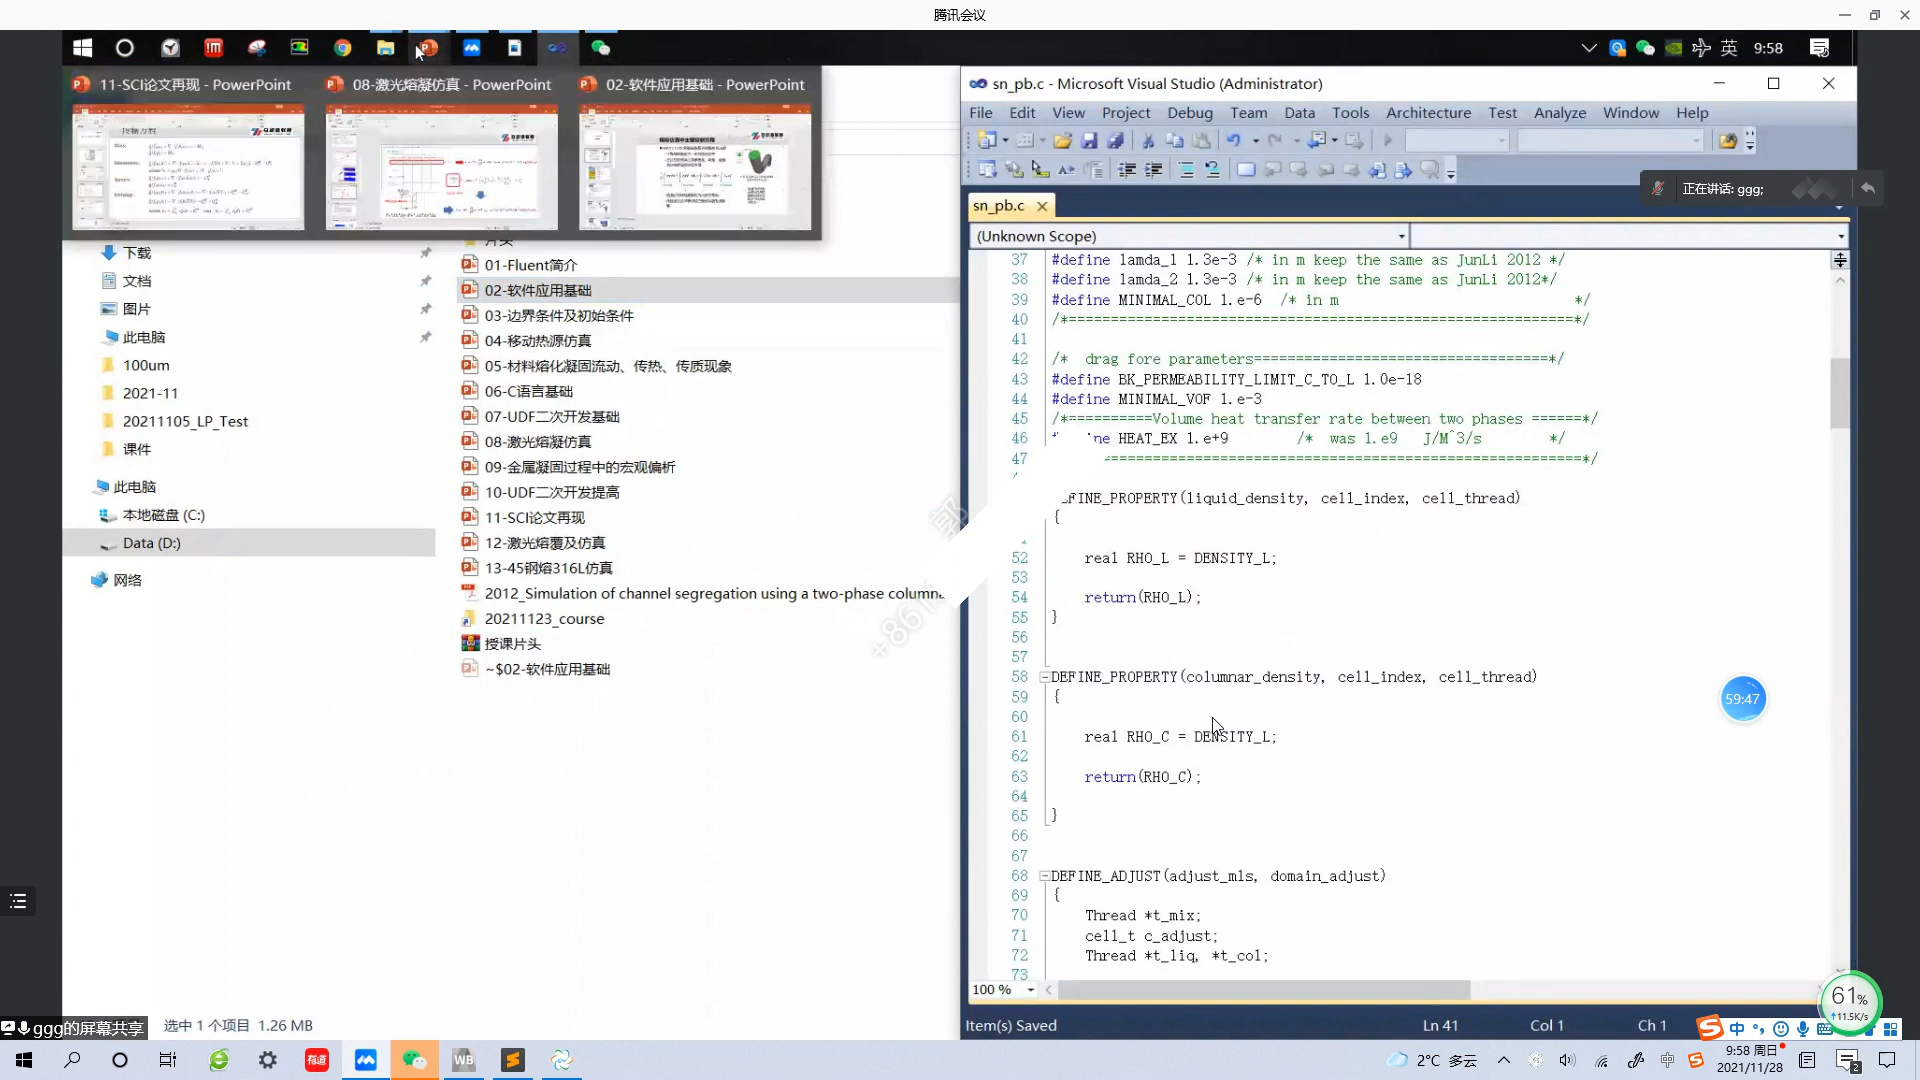 腾讯会议
英
9:58
11-SCI论文再现 - PowerPoint
08-激光熔凝仿真 - PowerPoint
02-软件应用基础 - PowerPoint
sn_pb.c - Microsoft Visual Studio (Administrator)
File Edit View Project Debug Team Data Tools Architecture Test Analyze Window Help
正在讲话: ggg;
sn_pb.c
(Unknown Scope)
下载
文档
图片
此电脑
100um
2021-11
20211105_LP_Test
课件
此电脑
本地磁盘 (C:)
Data (D:)
网络
片头
01-Fluent简介
02-软件应用基础
03-边界条件及初始条件
04-移动热源仿真
05-材料熔化凝固流动、传热、传质现象
06-C语言基础
07-UDF二次开发基础
08-激光熔凝仿真
09-金属凝固过程中的宏观偏析
10-UDF二次开发提高
11-SCI论文再现
12-激光熔覆及仿真
13-45钢熔316L仿真
2012_Simulation of channel segregation using a two-phase columna
20211123_course
授课片头
~$02-软件应用基础
37 #define lamda_1 1.3e-3 /* in m keep the same as JunLi 2012 */
38 #define lamda_2 1.3e-3 /* in m keep the same as JunLi 2012*/
39 #define MINIMAL_COL 1.e-6 /* in m */
40 /*=============================================================*/
41
42 /* drag fore parameters===================================*/
43 #define BK_PERMEABILITY_LIMIT_C_TO_L 1.0e-18
44 #define MINIMAL_VOF 1.e-3
45 /*==========Volume heat transfer rate between two phases ======*/
46 ne HEAT_EX 1.e+9 /* was 1.e9 J/M^3/s */
47 =======================================================*/
FINE_PROPERTY(liquid_density, cell_index, cell_thread)
{
52 real RHO_L = DENSITY_L;
53
54 return(RHO_L);
55 }
56
57
58 DEFINE_PROPERTY(columnar_density, cell_index, cell_thread)
59 {
60
61 real RHO_C = DENSITY_L;
62
63 return(RHO_C);
64
65 }
66
67
68 DEFINE_ADJUST(adjust_mls, domain_adjust)
69 {
70 Thread *t_mix;
71 cell_t c_adjust;
72 Thread *t_liq, *t_col;
73
59:47
100 %
61%
↑11.5K/s
Item(s) Saved Ln 41 Col 1 Ch 1
ggg的屏幕共享
选中 1 个项目 1.26 MB
中
2°C 多云
中
9:58 周日
2021/11/28
2